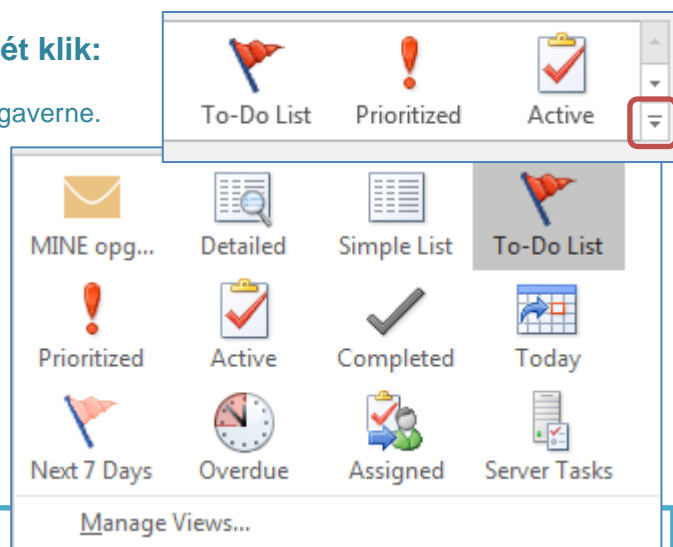 ét klik:
gaverne.
To-Do List Prioritized Active
MINE opg... Detailed Simple List To-Do List
Prioritized Active Completed Today
Next 7 Days Overdue Assigned Server Tasks
Manage Views...